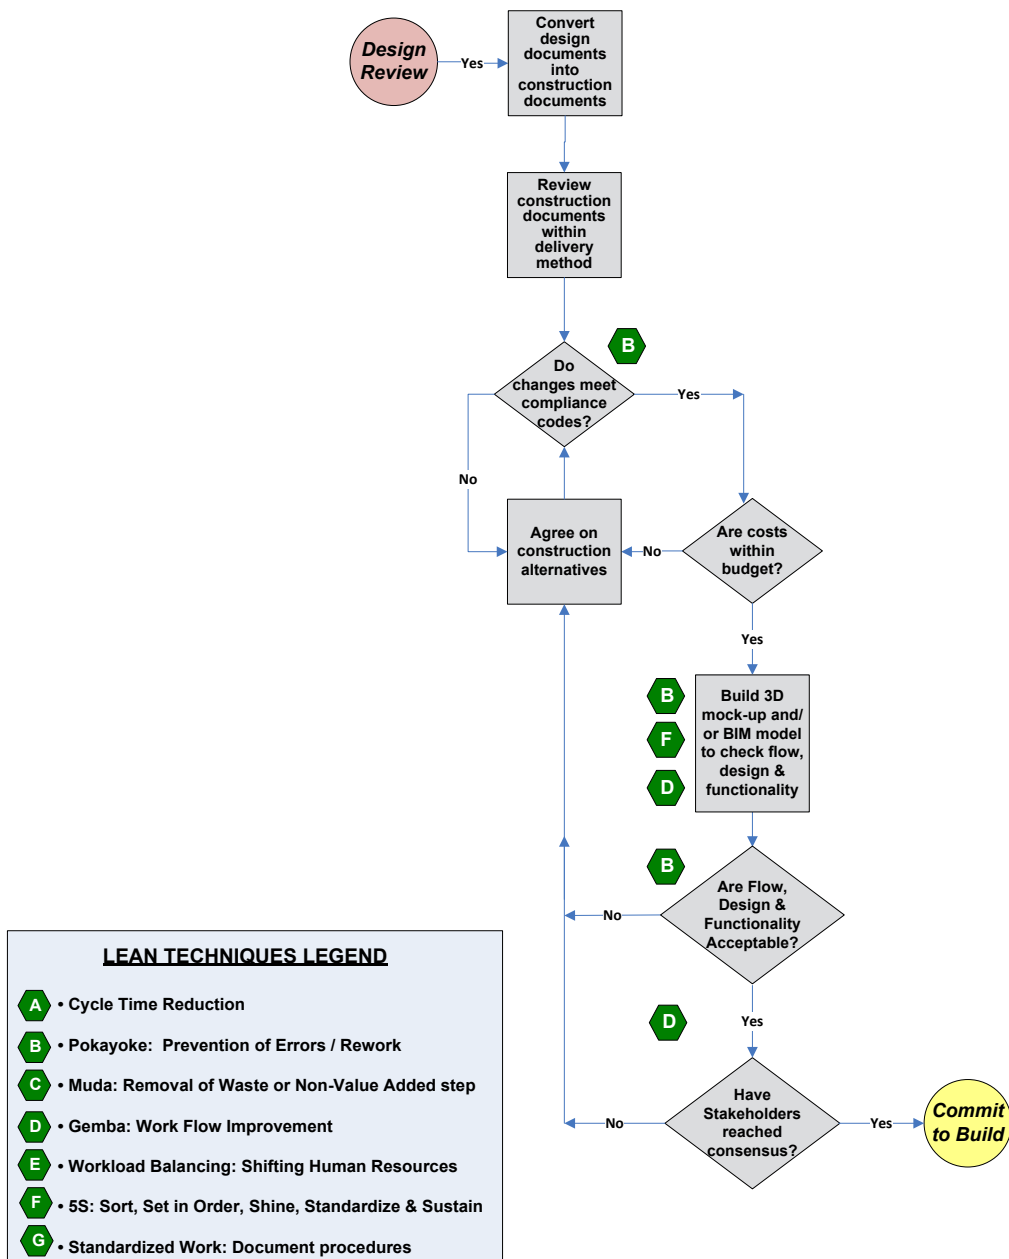 Design
Review
Yes
Convert
design
documents
into
construction
documents
Review
construction
documents
within
delivery
method
B
Do
changes meet
compliance
codes?
Yes
No
Agree on
construction
alternatives
No
Are costs
within
budget?
Yes
B
F
D
Build 3D
mock-up and/
or BIM model
to check flow,
design &
functionality
B
Are Flow,
Design &
Functionality
Acceptable?
No
D
Yes
Have
Stakeholders
reached
consensus?
No
Yes
Commit
to Build
LEAN TECHNIQUES LEGEND
A • Cycle Time Reduction
B • Pokayoke:  Prevention of Errors / Rework
C • Muda: Removal of Waste or Non-Value Added step
D • Gemba: Work Flow Improvement
E • Workload Balancing: Shifting Human Resources
F • 5S: Sort, Set in Order, Shine, Standardize & Sustain
G • Standardized Work: Document procedures